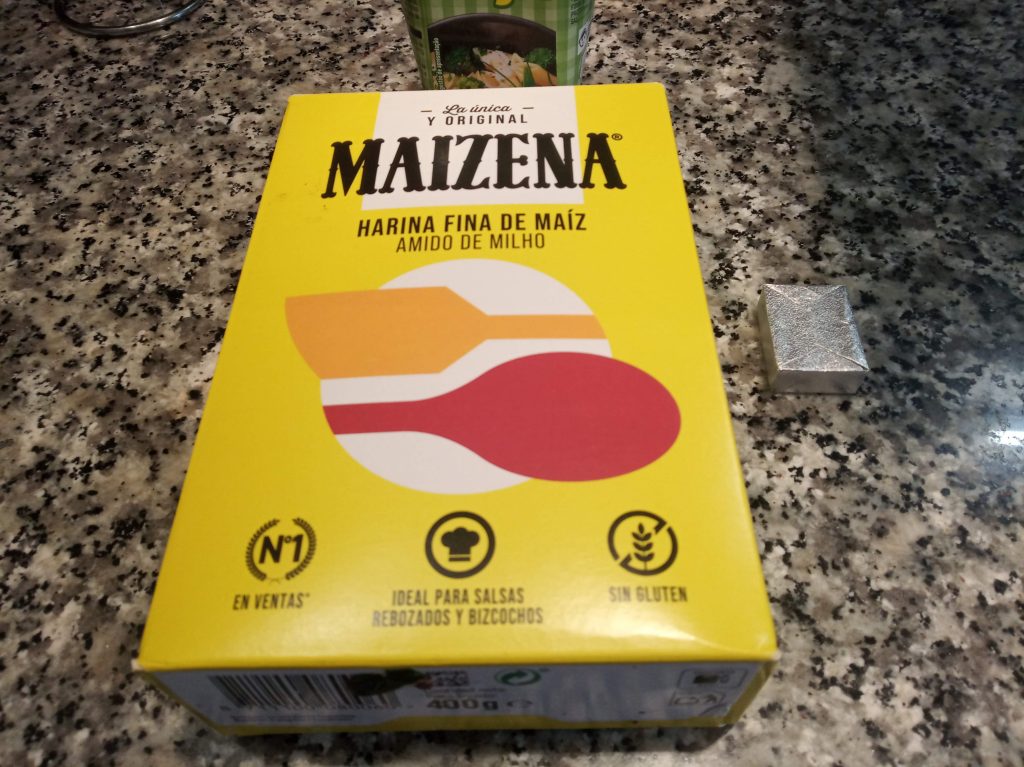 La única
Y ORIGINAL
MAIZENA®
HARINA FINA DE MAÍZ
AMIDO DE MILHO
Nº1
EN VENTAS*
IDEAL PARA SALSAS
REBOZADOS Y BIZCOCHOS
SIN GLUTEN
400g e